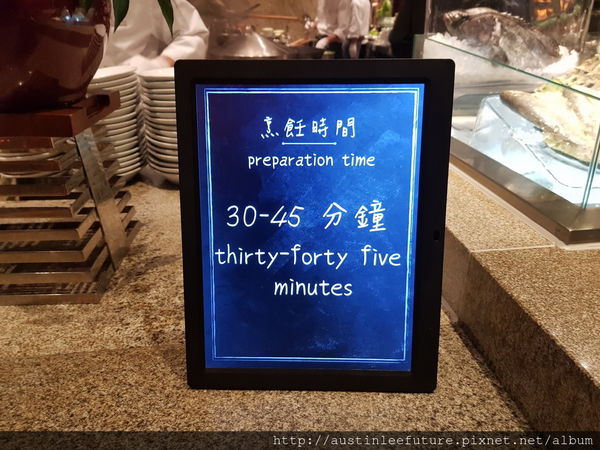 烹飪時間
preparation time
30-45 分鐘
thirty-forty five
minutes
http://austinleefuture.pixnet.net/album